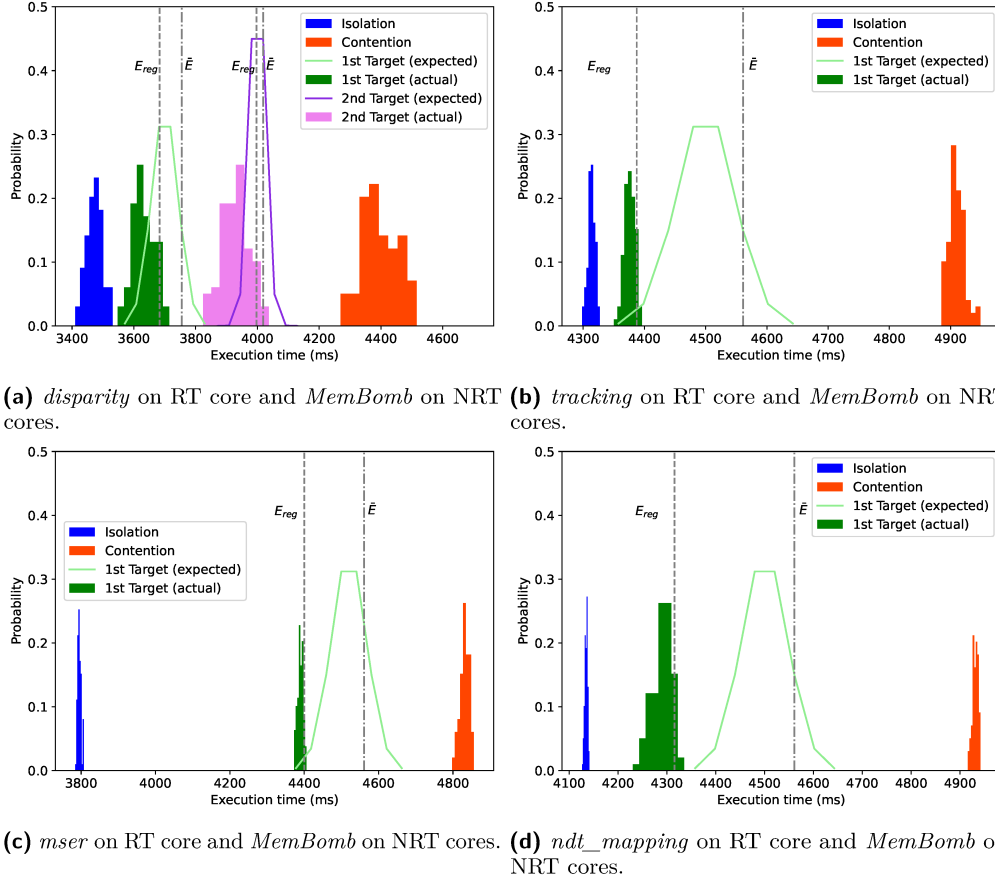 0.5
0.4
0.3
0.2
0.1
0.0
Probability
3400 3600 3800 4000 4200 4400 4600
Execution time (ms)
E_reg Ē E_reg Ē
Isolation
Contention
1st Target (expected)
1st Target (actual)
2nd Target (expected)
2nd Target (actual)
0.5
0.4
0.3
0.2
0.1
0.0
Probability
4300 4400 4500 4600 4700 4800 4900
Execution time (ms)
E_reg Ē
Isolation
Contention
1st Target (expected)
1st Target (actual)
(a) disparity on RT core and MemBomb on NRT
cores.
(b) tracking on RT core and MemBomb on NRT
cores.
0.5
0.4
0.3
0.2
0.1
0.0
Probability
3800 4000 4200 4400 4600 4800
Execution time (ms)
E_reg Ē
Isolation
Contention
1st Target (expected)
1st Target (actual)
0.5
0.4
0.3
0.2
0.1
0.0
Probability
4100 4200 4300 4400 4500 4600 4700 4800 4900
Execution time (ms)
E_reg Ē
Isolation
Contention
1st Target (expected)
1st Target (actual)
(c) mser on RT core and MemBomb on NRT cores.
(d) ndt_mapping on RT core and MemBomb o
NRT cores.